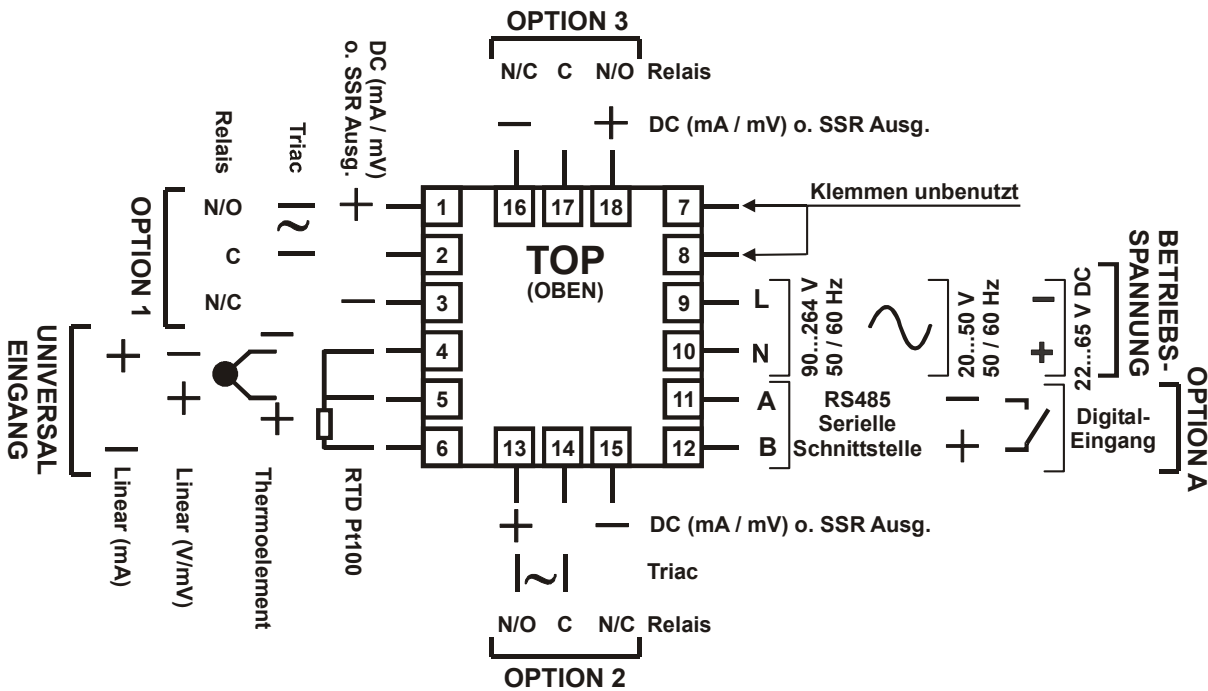 OPTION 3
N/C C N/O Relais
− + DC (mA / mV) o. SSR Ausg.
DC (mA / mV)
o. SSR Ausg.
Triac
Relais
OPTION 1
N/O − ~ +
C −
N/C −
1
2
3
4
5
6
16 17 18
TOP
(OBEN)
13 14 15
7
8
9
10
11
12
Klemmen unbenutzt
L
N
90...264 V
50 / 60 Hz
20...50 V
50 / 60 Hz
− +
22...65 V DC
BETRIEBS-
SPANNUNG
A
B
RS485
Serielle
Schnittstelle
− +
Digital-
Eingang
OPTION A
UNIVERSAL
EINGANG
+ −
Linear (mA)
− +
Linear (V/mV)
− +
Thermoelement
RTD Pt100
+ − DC (mA / mV) o. SSR Ausg.
~ Triac
N/O C N/C Relais
OPTION 2